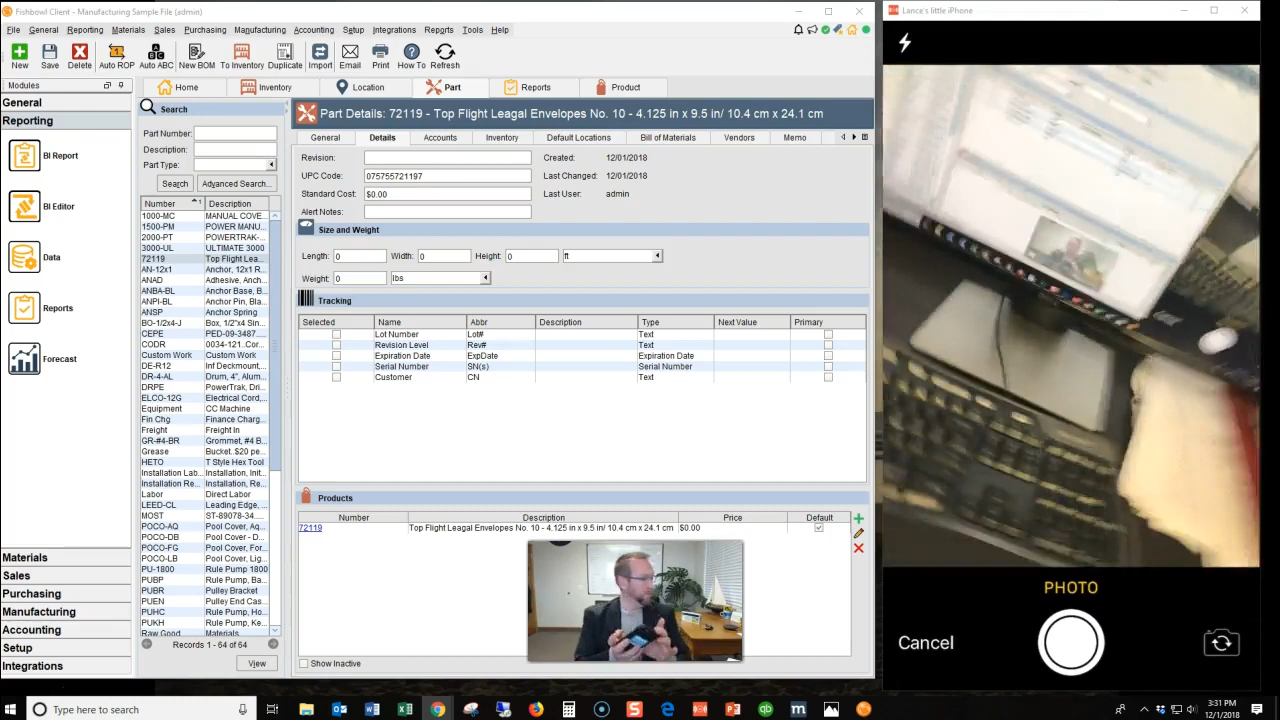 Fishbowl Client - Manufacturing Sample File (admin)
File General Reporting Materials Sales Purchasing Manufacturing Accounting Setup Integrations Reports Tools Help
New Save Delete Auto ROP Auto ABC New BOM To Inventory Duplicate Import Email Print How To Refresh
Modules
General
Reporting
BI Report
BI Editor
Data
Reports
Forecast
Materials
Sales
Purchasing
Manufacturing
Accounting
Setup
Integrations
Home Inventory Location Part Reports Product
Search
Part Number:
Description:
Part Type:
Search Advanced Search...
Number 1 Description
1000-MC MANUAL COVE...
1500-PM POWER MANU...
2000-PT POWERTRAK-...
3000-UL ULTIMATE 3000
72119 Top Flight Lea...
AN-12x1 Anchor, 12x1 R...
ANAD Adhesive, Anch...
ANBA-BL Anchor Base, B...
ANPI-BL Anchor Pin, Bla...
ANSP Anchor Spring
BO-1/2x4-J Box, 1/2"x4 Sin...
CEPE PED-09-3487...
CODR 0034-121..Cor...
Custom Work Custom Work
DE-R12 Inf Deckmount,...
DR-4-AL Drum, 4", Alum...
DRPE PowerTrak, Dri...
ELCO-12G Electrical Cord,...
Equipment CC Machine
Fin Chg Finance Charg...
Freight Freight In
GR-#4-BR Grommet, #4 B...
Grease Bucket..$20 pe...
HETO T Style Hex Tool
Installation Lab... Installation, Init...
Installation Re... Installation, Re...
Labor Direct Labor
LEED-CL Leading Edge,...
MOST ST-89078-34...
POCO-AQ Pool Cover, Aq...
POCO-DB Pool Cover - D...
POCO-FG Pool Cover, For...
POCO-LB Pool Cover, Lig...
PU-1800 Rule Pump 1800
PUBP Rule Pump, Ba...
PUBR Pulley Bracket
PUEN Pulley End Cas...
PUHC Rule Pump, Ho...
PUKH Rule Pump, Ke...
Raw Good Materials
Records 1 - 64 of 64
View
Part Details: 72119 - Top Flight Leagal Envelopes No. 10 - 4.125 in x 9.5 in/ 10.4 cm x 24.1 cm
General Details Accounts Inventory Default Locations Bill of Materials Vendors Memo
Revision: Created: 12/01/2018
UPC Code: 075755721197 Last Changed: 12/01/2018
Standard Cost: $0.00 Last User: admin
Alert Notes:
Size and Weight
Length: 0 Width: 0 Height: 0 ft
Weight: 0 lbs
Tracking
Selected Name Abbr Description Type Next Value Primary
Lot Number Lot# Text
Revision Level Rev# Text
Expiration Date ExpDate Expiration Date
Serial Number SN(s) Serial Number
Customer CN Text
Products
Number Description Price Default
72119 Top Flight Leagal Envelopes No. 10 - 4.125 in x 9.5 in/ 10.4 cm x 24.1 cm $0.00
Show Inactive
Lance's little iPhone
PHOTO
Cancel
Type here to search
3:31 PM
12/1/2018